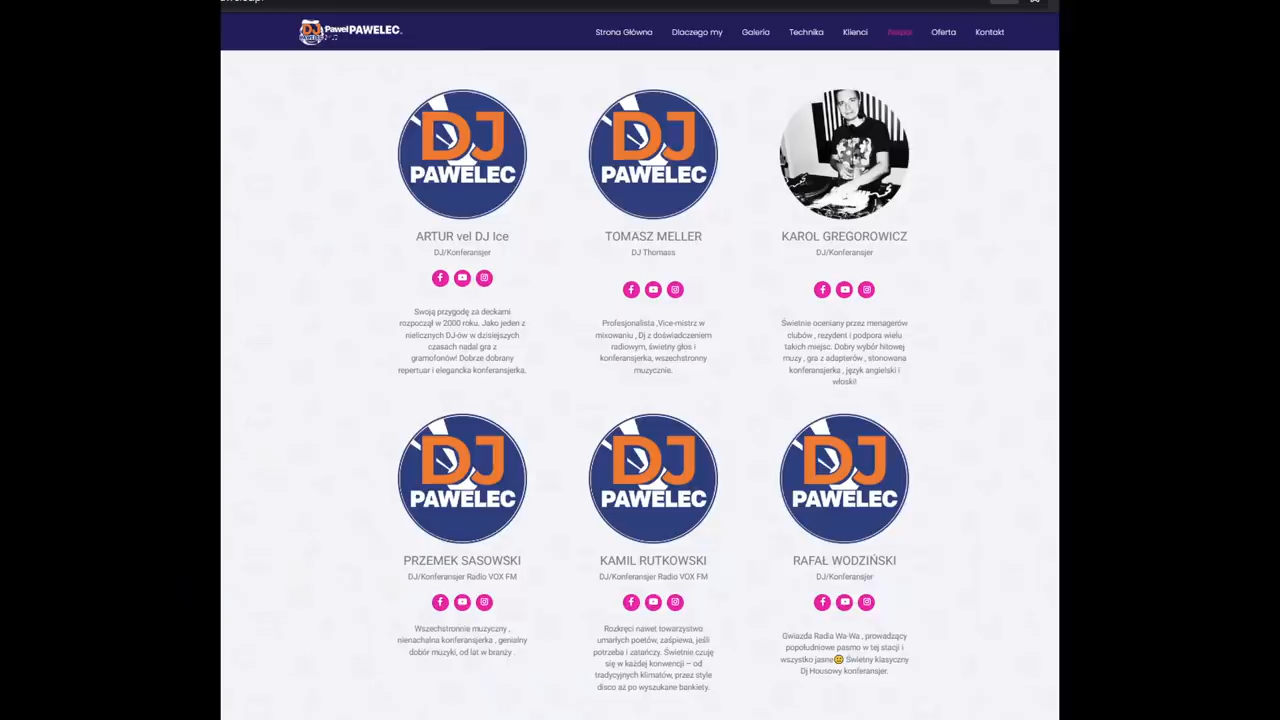 DJ
PAWELEC
Paweł PAWELEC
Strona Główna Dlaczego my Galeria Technika Klienci Zespół Oferta Kontakt
DJ PAWELEC
DJ PAWELEC
ARTUR vel DJ Ice
DJ/Konferansjer
Swoją przygodę za deckami
rozpoczął w 2000 roku. Jako jeden z
nielicznych DJ-ów w dzisiejszych
czasach nadal gra z
gramofonów! Dobrze dobrany
repertuar i elegancka konferansjerka.
TOMASZ MELLER
DJ Thomass
Profesjonalista ,Vice-mistrz w
mixowaniu , Dj z doświadczeniem
radiowym, świetny głos i
konferansjerka, wszechstronny
muzycznie.
KAROL GREGOROWICZ
DJ/Konferansjer
Świetnie oceniany przez menagerów
clubów , rezydent i podpora wielu
takich miejsc. Dobry wybór hitowej
muzy , gra z adapterów , stonowana
konferansjerka , język angielski i
włoski!
DJ PAWELEC
DJ PAWELEC
DJ PAWELEC
PRZEMEK SASOWSKI
DJ/Konferansjer Radio VOX FM
Wszechstronnie muzyczny ,
nienachalna konferansjerka , genialny
dobór muzyki, od lat w branży .
KAMIL RUTKOWSKI
DJ/Konferansjer Radio VOX FM
Rozkręci nawet towarzystwo
umarłych poetów, zaśpiewa, jeśli
potrzeba i zatańczy. Świetnie czuję
się w każdej konwencji – od
tradycyjnych klimatów, przez style
disco aż po wyszukane bankiety.
RAFAŁ WODZIŃSKI
DJ/Konferansjer
Gwiazda Radia Wa-Wa , prowadzący
popołudniowe pasmo w tej stacji i
wszystko jasne😐 Świetny klasyczny
Dj Housowy konferansjer.